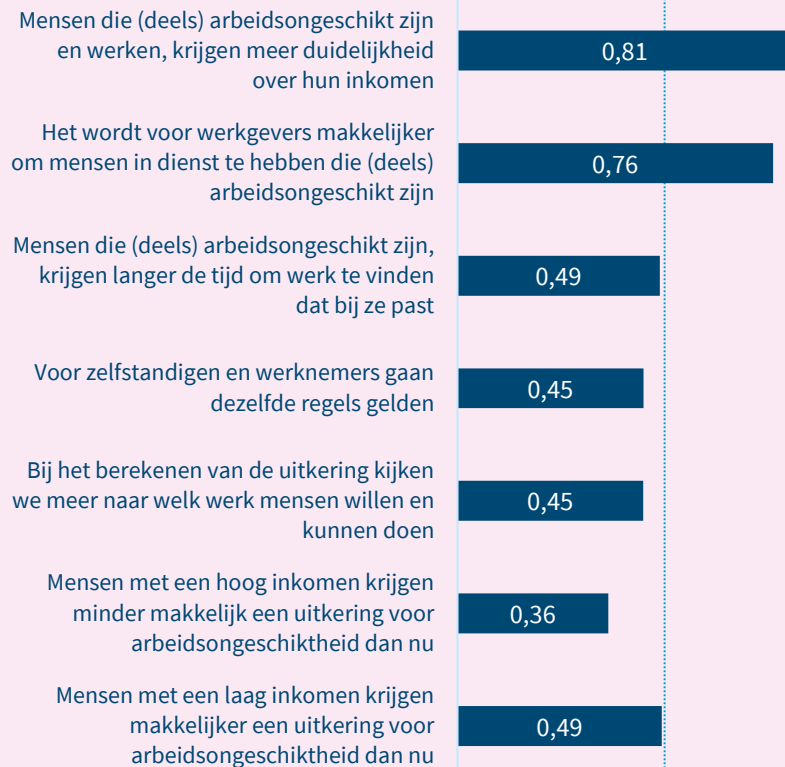 Mensen die (deels) arbeidsongeschikt zijn
en werken, krijgen meer duidelijkheid
over hun inkomen
0,81
Het wordt voor werkgevers makkelijker
om mensen in dienst te hebben die (deels)
arbeidsongeschikt zijn
0,76
Mensen die (deels) arbeidsongeschikt zijn,
krijgen langer de tijd om werk te vinden
dat bij ze past
0,49
Voor zelfstandigen en werknemers gaan
dezelfde regels gelden
0,45
Bij het berekenen van de uitkering kijken
we meer naar welk werk mensen willen en
kunnen doen
0,45
Mensen met een hoog inkomen krijgen
minder makkelijk een uitkering voor
arbeidsongeschiktheid dan nu
0,36
Mensen met een laag inkomen krijgen
makkelijker een uitkering voor
arbeidsongeschiktheid dan nu
0,49